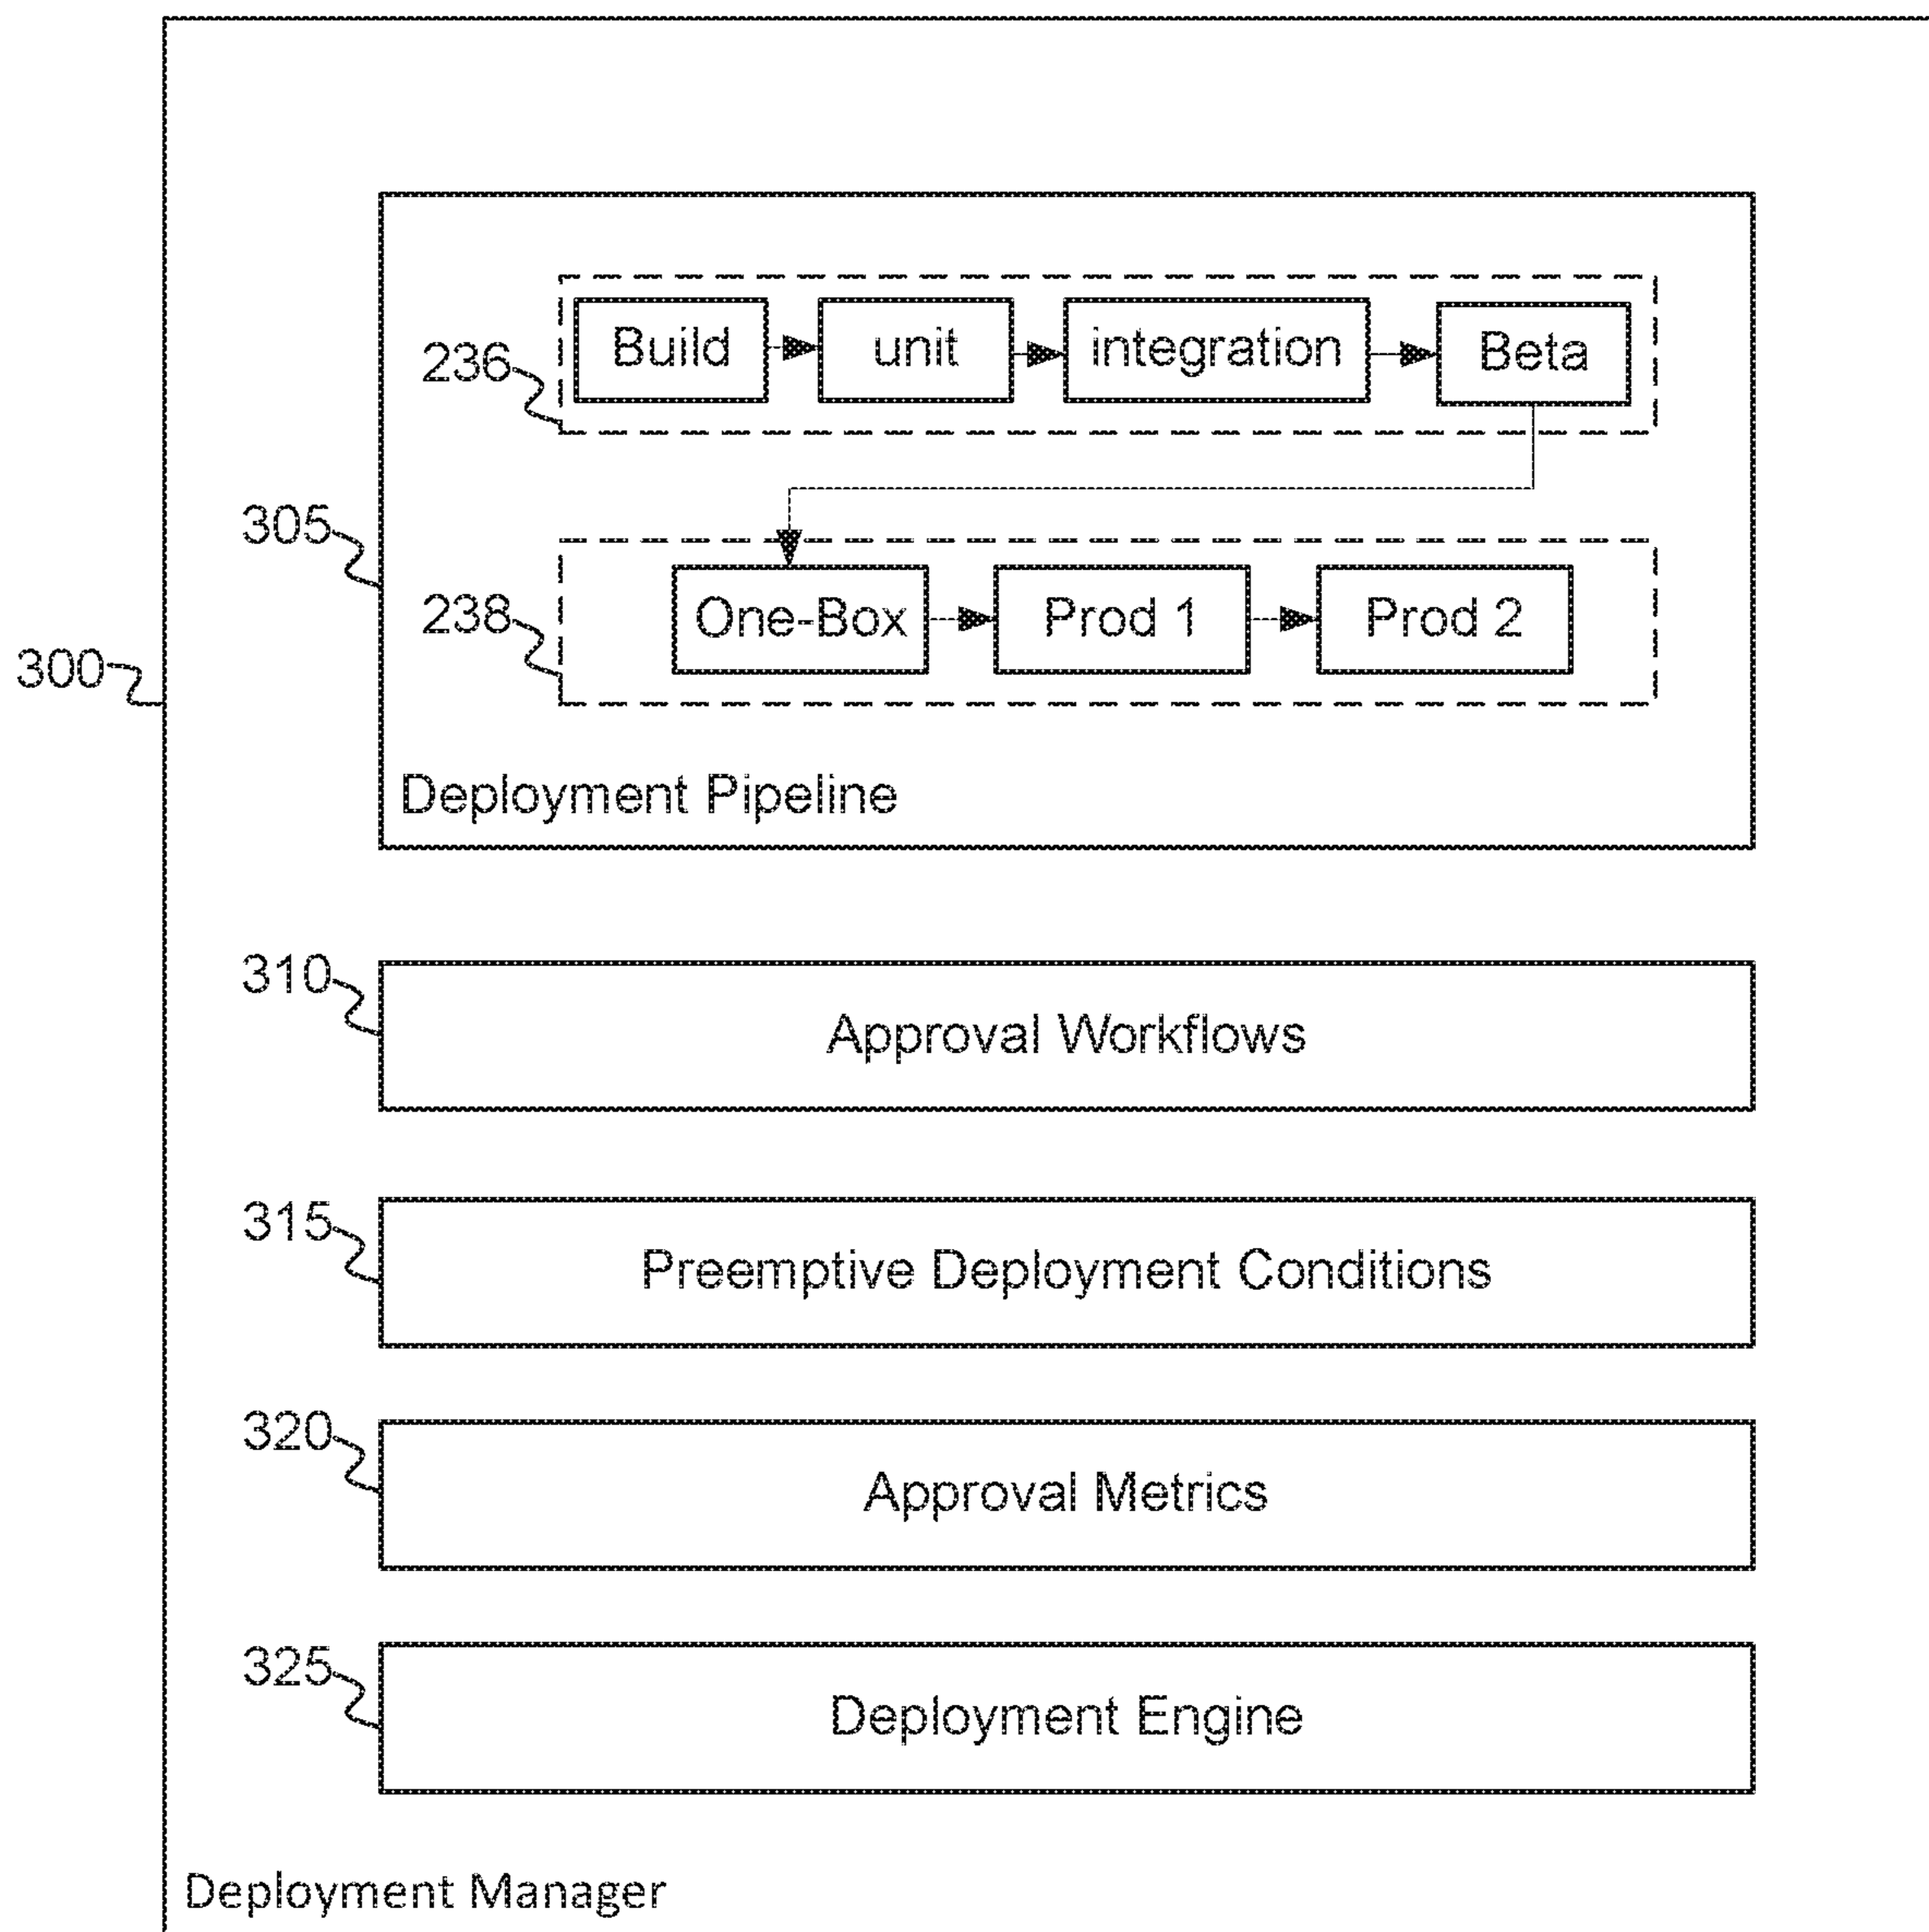 236
Build
unit
integration
Beta
305
238
One-Box
Prod 1
Prod 2
300
Deployment Pipeline
310
Approval Workflows
315
Preemptive Deployment Conditions
320
Approval Metrics
325
Deployment Engine
Deployment Manager